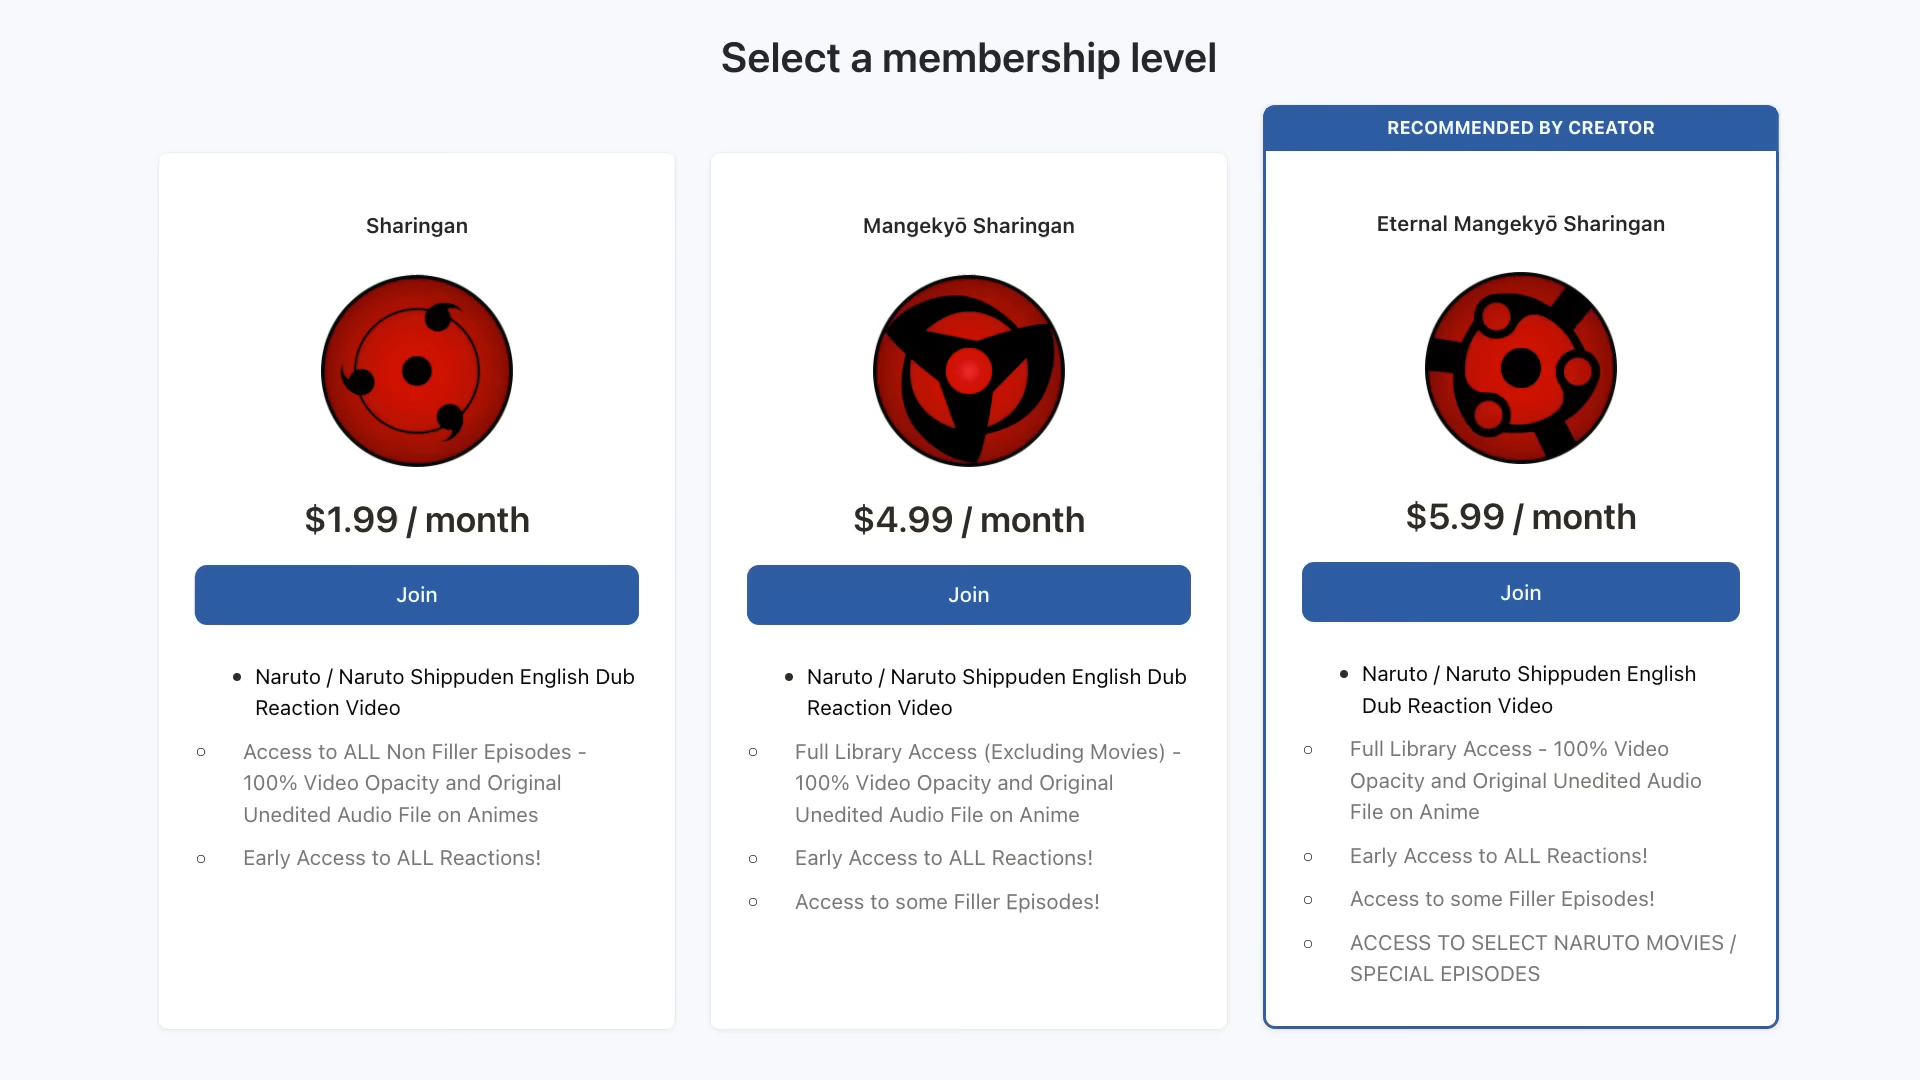 Select a membership level
RECOMMENDED BY CREATOR
Sharingan
$1.99 / month
Join
Naruto / Naruto Shippuden English Dub
Reaction Video
Access to ALL Non Filler Episodes -
100% Video Opacity and Original
Unedited Audio File on Animes
Early Access to ALL Reactions!
Mangekyō Sharingan
$4.99 / month
Join
Naruto / Naruto Shippuden English Dub
Reaction Video
Full Library Access (Excluding Movies) -
100% Video Opacity and Original
Unedited Audio File on Anime
Early Access to ALL Reactions!
Access to some Filler Episodes!
Eternal Mangekyō Sharingan
$5.99 / month
Join
Naruto / Naruto Shippuden English
Dub Reaction Video
Full Library Access - 100% Video
Opacity and Original Unedited Audio
File on Anime
Early Access to ALL Reactions!
Access to some Filler Episodes!
ACCESS TO SELECT NARUTO MOVIES /
SPECIAL EPISODES